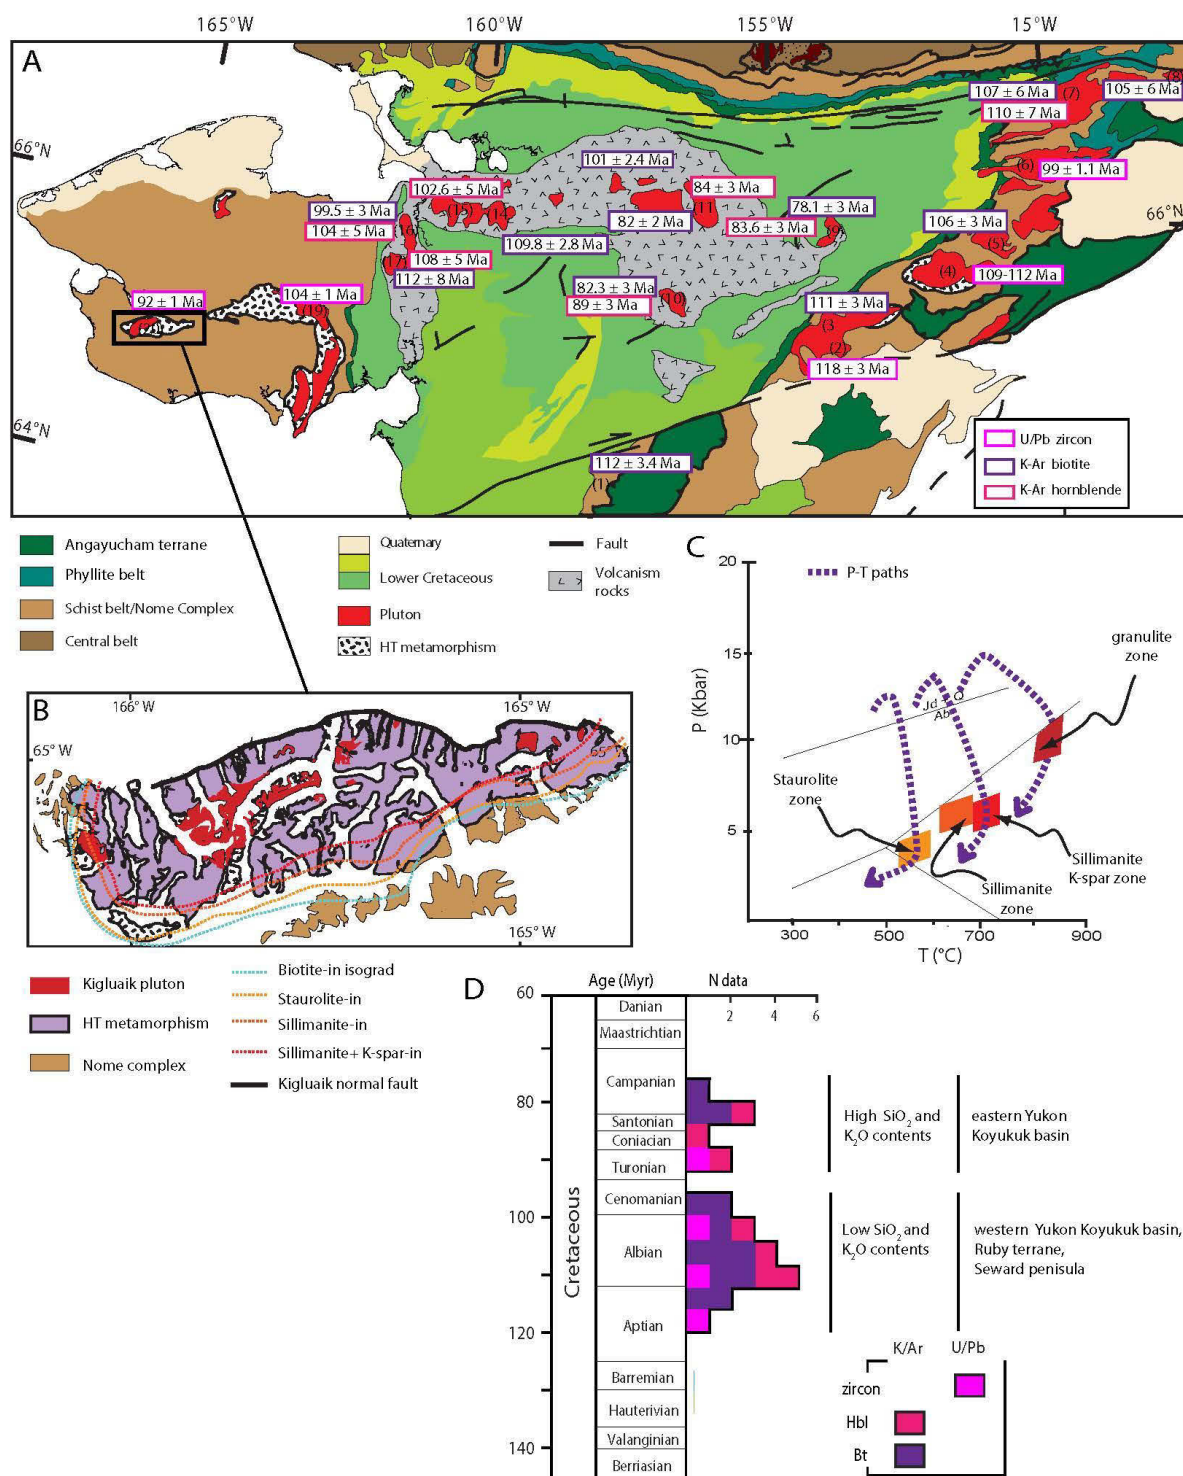 165°W
160°W
155°W
15°W
A
66°N
64°N
66°N
107 ± 6 Ma
(7)
(8)
105 ± 6 Ma
110 ± 7 Ma
(6)
99 ± 1.1 Ma
101 ± 2.4 Ma
102.6 ± 5 Ma
84 ± 3 Ma
78.1 ± 3 Ma
99.5 ± 3 Ma
(15)
(14)
82 ± 2 Ma
11
83.6 ± 3 Ma
(9)
106 ± 3 Ma
(5)
104 ± 5 Ma
(16)
109.8 ± 2.8 Ma
108 ± 5 Ma
(17)
112 ± 8 Ma
(4)
109-112 Ma
92 ± 1 Ma
104 ± 1 Ma
(19)
82.3 ± 3 Ma
89 ± 3 Ma
(10)
111 ± 3 Ma
(3
(2)
118 ± 3 Ma
112 ± 3.4 Ma
(1)
U/Pb zircon
K-Ar biotite
K-Ar hornblende
Angayucham terrane
Phyllite belt
Schist belt/Nome Complex
Central belt
Quaternary
Lower Cretaceous
Pluton
HT metamorphism
Fault
Volcanism
rocks
B
166° W
165° W
65° W
65°
165° W
Kigluaik pluton
HT metamorphism
Nome complex
Biotite-in isograd
Staurolite-in
Sillimanite-in
Sillimanite+ K-spar-in
Kigluaik normal fault
C
20
15
10
5
0
P (Kbar)
P-T paths
granulite
zone
Jd + Q
Ab
Staurolite
zone
Sillimanite
zone
Sillimanite
K-spar zone
300
500
700
900
T (°C)
D
Age (Myr)
N data
2
4
6
60
80
100
120
140
Cretaceous
Danian
Maastrichtian
Campanian
Santonian
Coniacian
Turonian
Cenomanian
Albian
Aptian
Barremian
Hauterivian
Valanginian
Berriasian
High SiO₂ and
K₂O contents
eastern Yukon
Koyukuk basin
Low SiO₂ and
K₂O contents
western Yukon Koyukuk basin,
Ruby terrane,
Seward penisula
K/Ar
U/Pb
zircon
Hbl
Bt